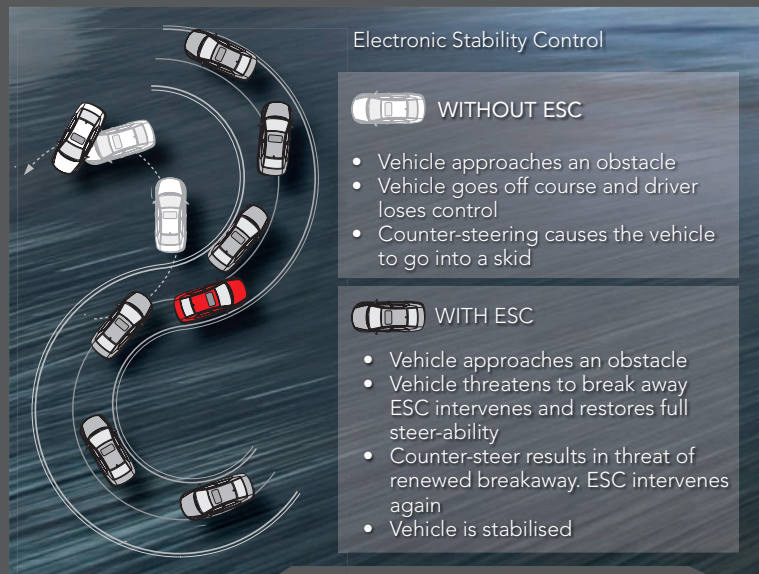 Electronic Stability Control
WITHOUT ESC
• Vehicle approaches an obstacle
• Vehicle goes off course and driver
loses control
• Counter-steering causes the vehicle
to go into a skid
WITH ESC
• Vehicle approaches an obstacle
• Vehicle threatens to break away
ESC intervenes and restores full
steer-ability
• Counter-steer results in threat of
renewed breakaway. ESC intervenes
again
• Vehicle is stabilised